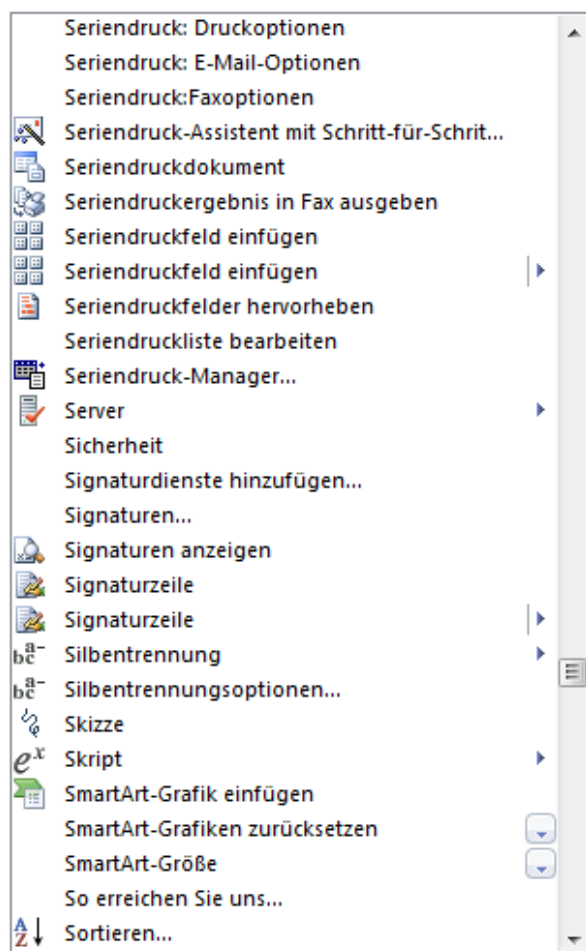 Seriendruck: Druckoptionen
Seriendruck: E-Mail-Optionen
Seriendruck:Faxoptionen
Seriendruck-Assistent mit Schritt-für-Schrit...
Seriendruckdokument
Seriendruckergebnis in Fax ausgeben
Seriendruckfeld einfügen
Seriendruckfeld einfügen
Seriendruckfelder hervorheben
Seriendruckliste bearbeiten
Seriendruck-Manager...
Server
Sicherheit
Signaturdienste hinzufügen...
Signaturen...
Signaturen anzeigen
Signaturzeile
Signaturzeile
Silbentrennung
Silbentrennungsoptionen...
Skizze
Skript
SmartArt-Grafik einfügen
SmartArt-Grafiken zurücksetzen
SmartArt-Größe
So erreichen Sie uns...
Sortieren...